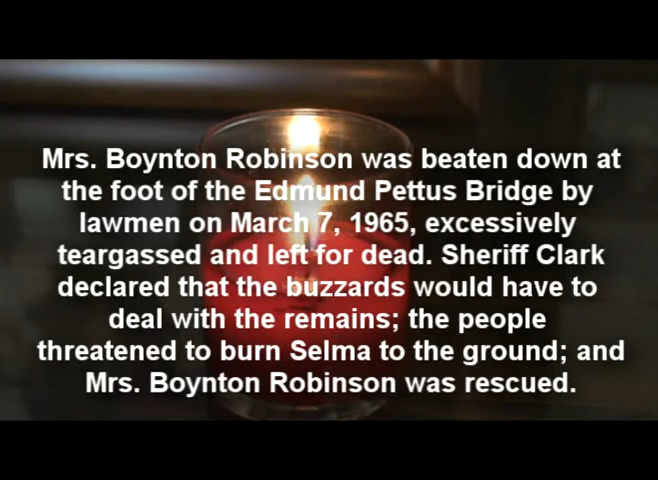 Mrs. Boynton Robinson was beaten down at
the foot of the Edmund Pettus Bridge by
lawmen on March 7, 1965, excessively
teargassed and left for dead. Sheriff Clark
declared that the buzzards would have to
deal with the remains; the people
threatened to burn Selma to the ground; and
Mrs. Boynton Robinson was rescued.